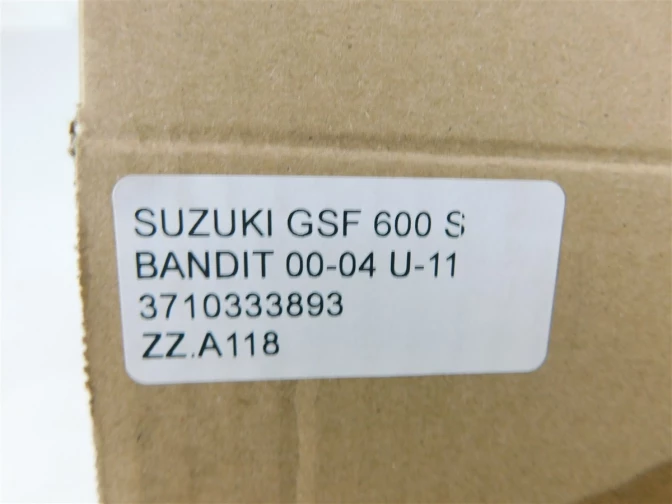 SUZUKI GSF 600 S
BANDIT 00-04 U-11
3710333893
ZZ.A118